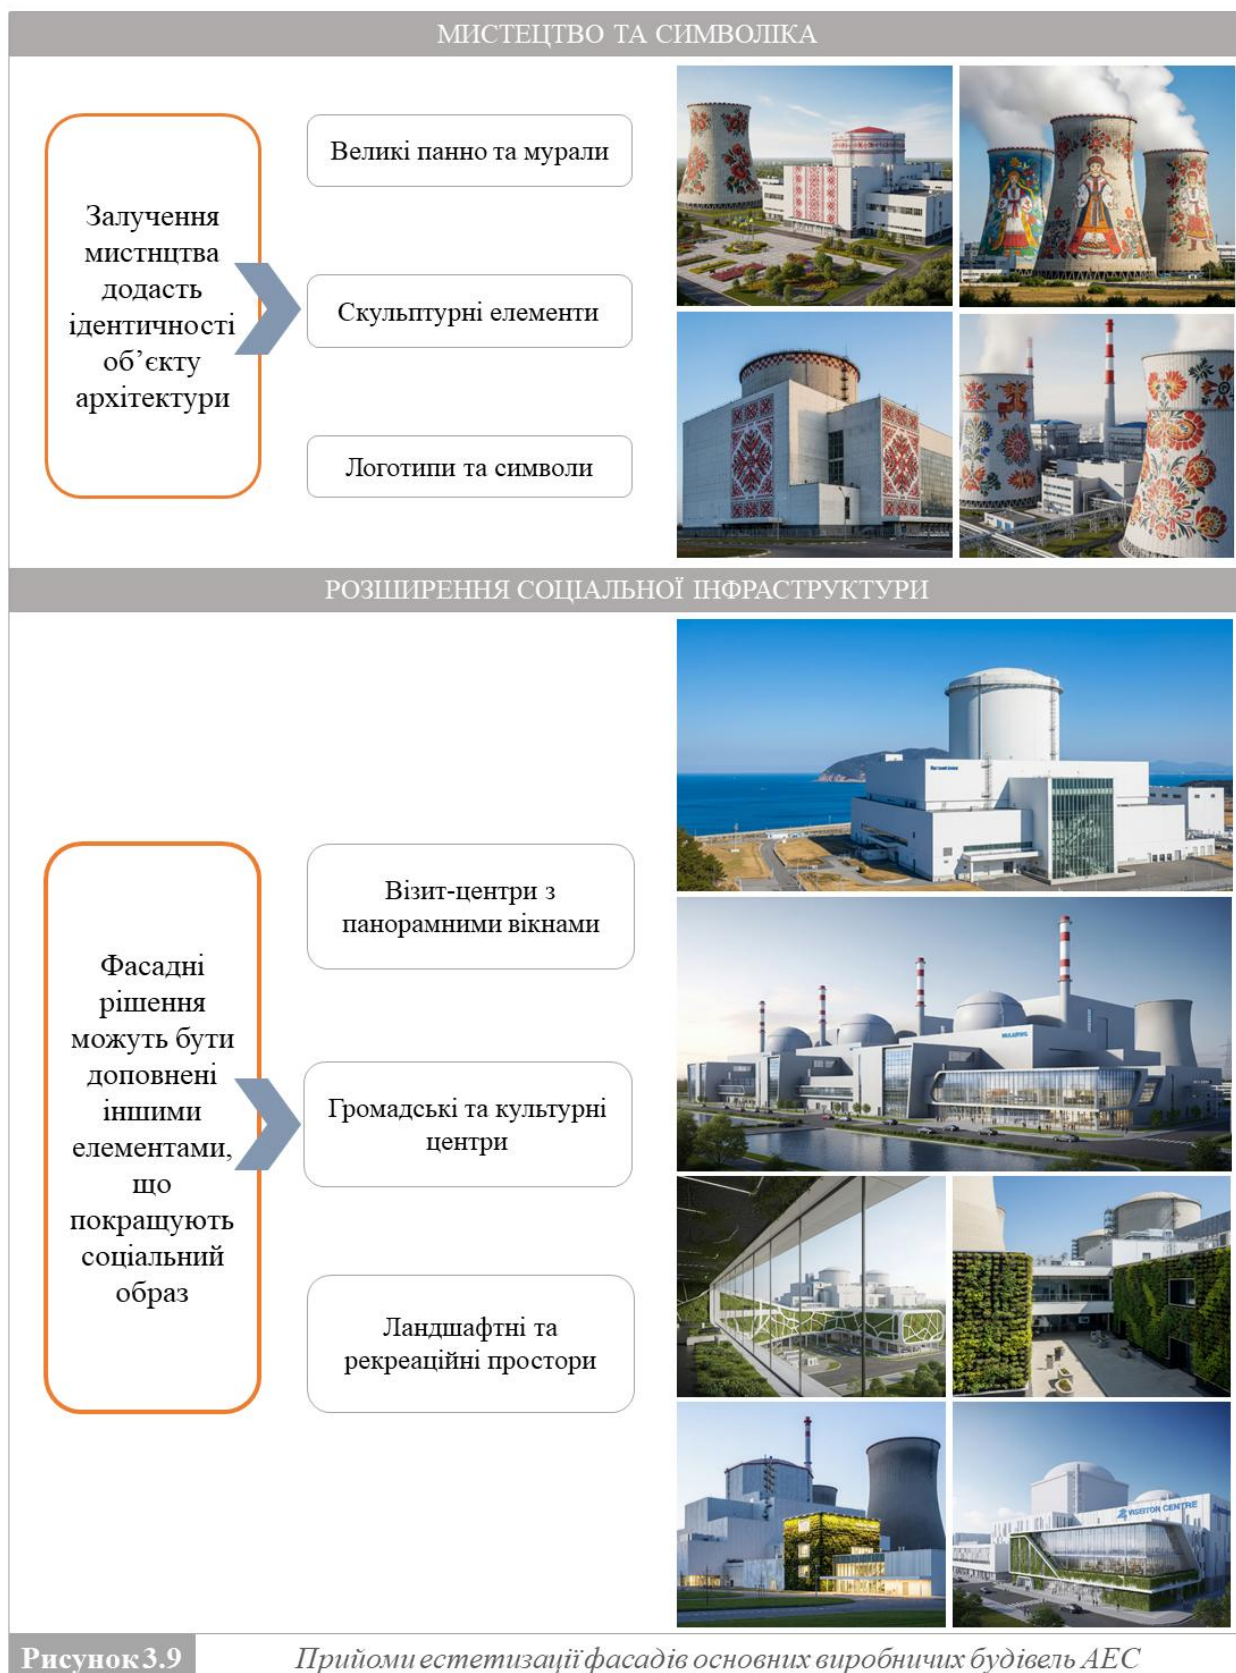 МИСТЕЦТВО ТА СИМВОЛІКА
Залучення
мистнцтва
додасть
ідентичності
об’єкту
архітектури
Великі панно та мурали
Скульптурні елементи
Логотипи та символи
РОЗШИРЕННЯ СОЦІАЛЬНОЇ ІНФРАСТРУКТУРИ
Фасадні
рішення
можуть бути
доповнені
іншими
елементами,
що
покращують
соціальний
образ
Візит-центри з
панорамними вікнами
Громадські та культурні
центри
Ландшафтні та
рекреаційні простори
VISEITON CENTRE
Рисунок 3.9
Прийоми естетизації фасадів основних виробничих будівель АЕС